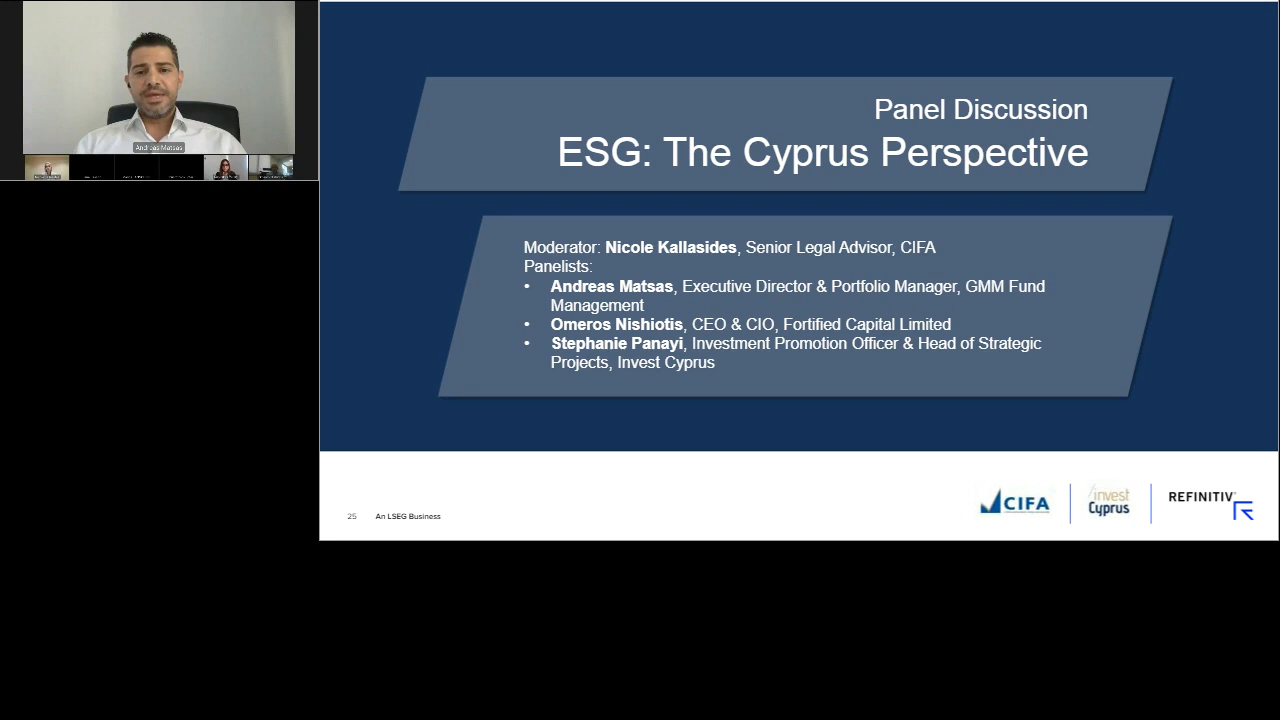 Andreas Matsas
Panel Discussion
ESG: The Cyprus Perspective
Moderator: Nicole Kallasides, Senior Legal Advisor, CIFA
Panelists:
• Andreas Matsas, Executive Director & Portfolio Manager, GMM Fund
Management
• Omeros Nishiotis, CEO & CIO, Fortified Capital Limited
• Stephanie Panayi, Investment Promotion Officer & Head of Strategic
Projects, Invest Cyprus
25 An LSEG Business
CIFA
invest
Cyprus
REFINITIV